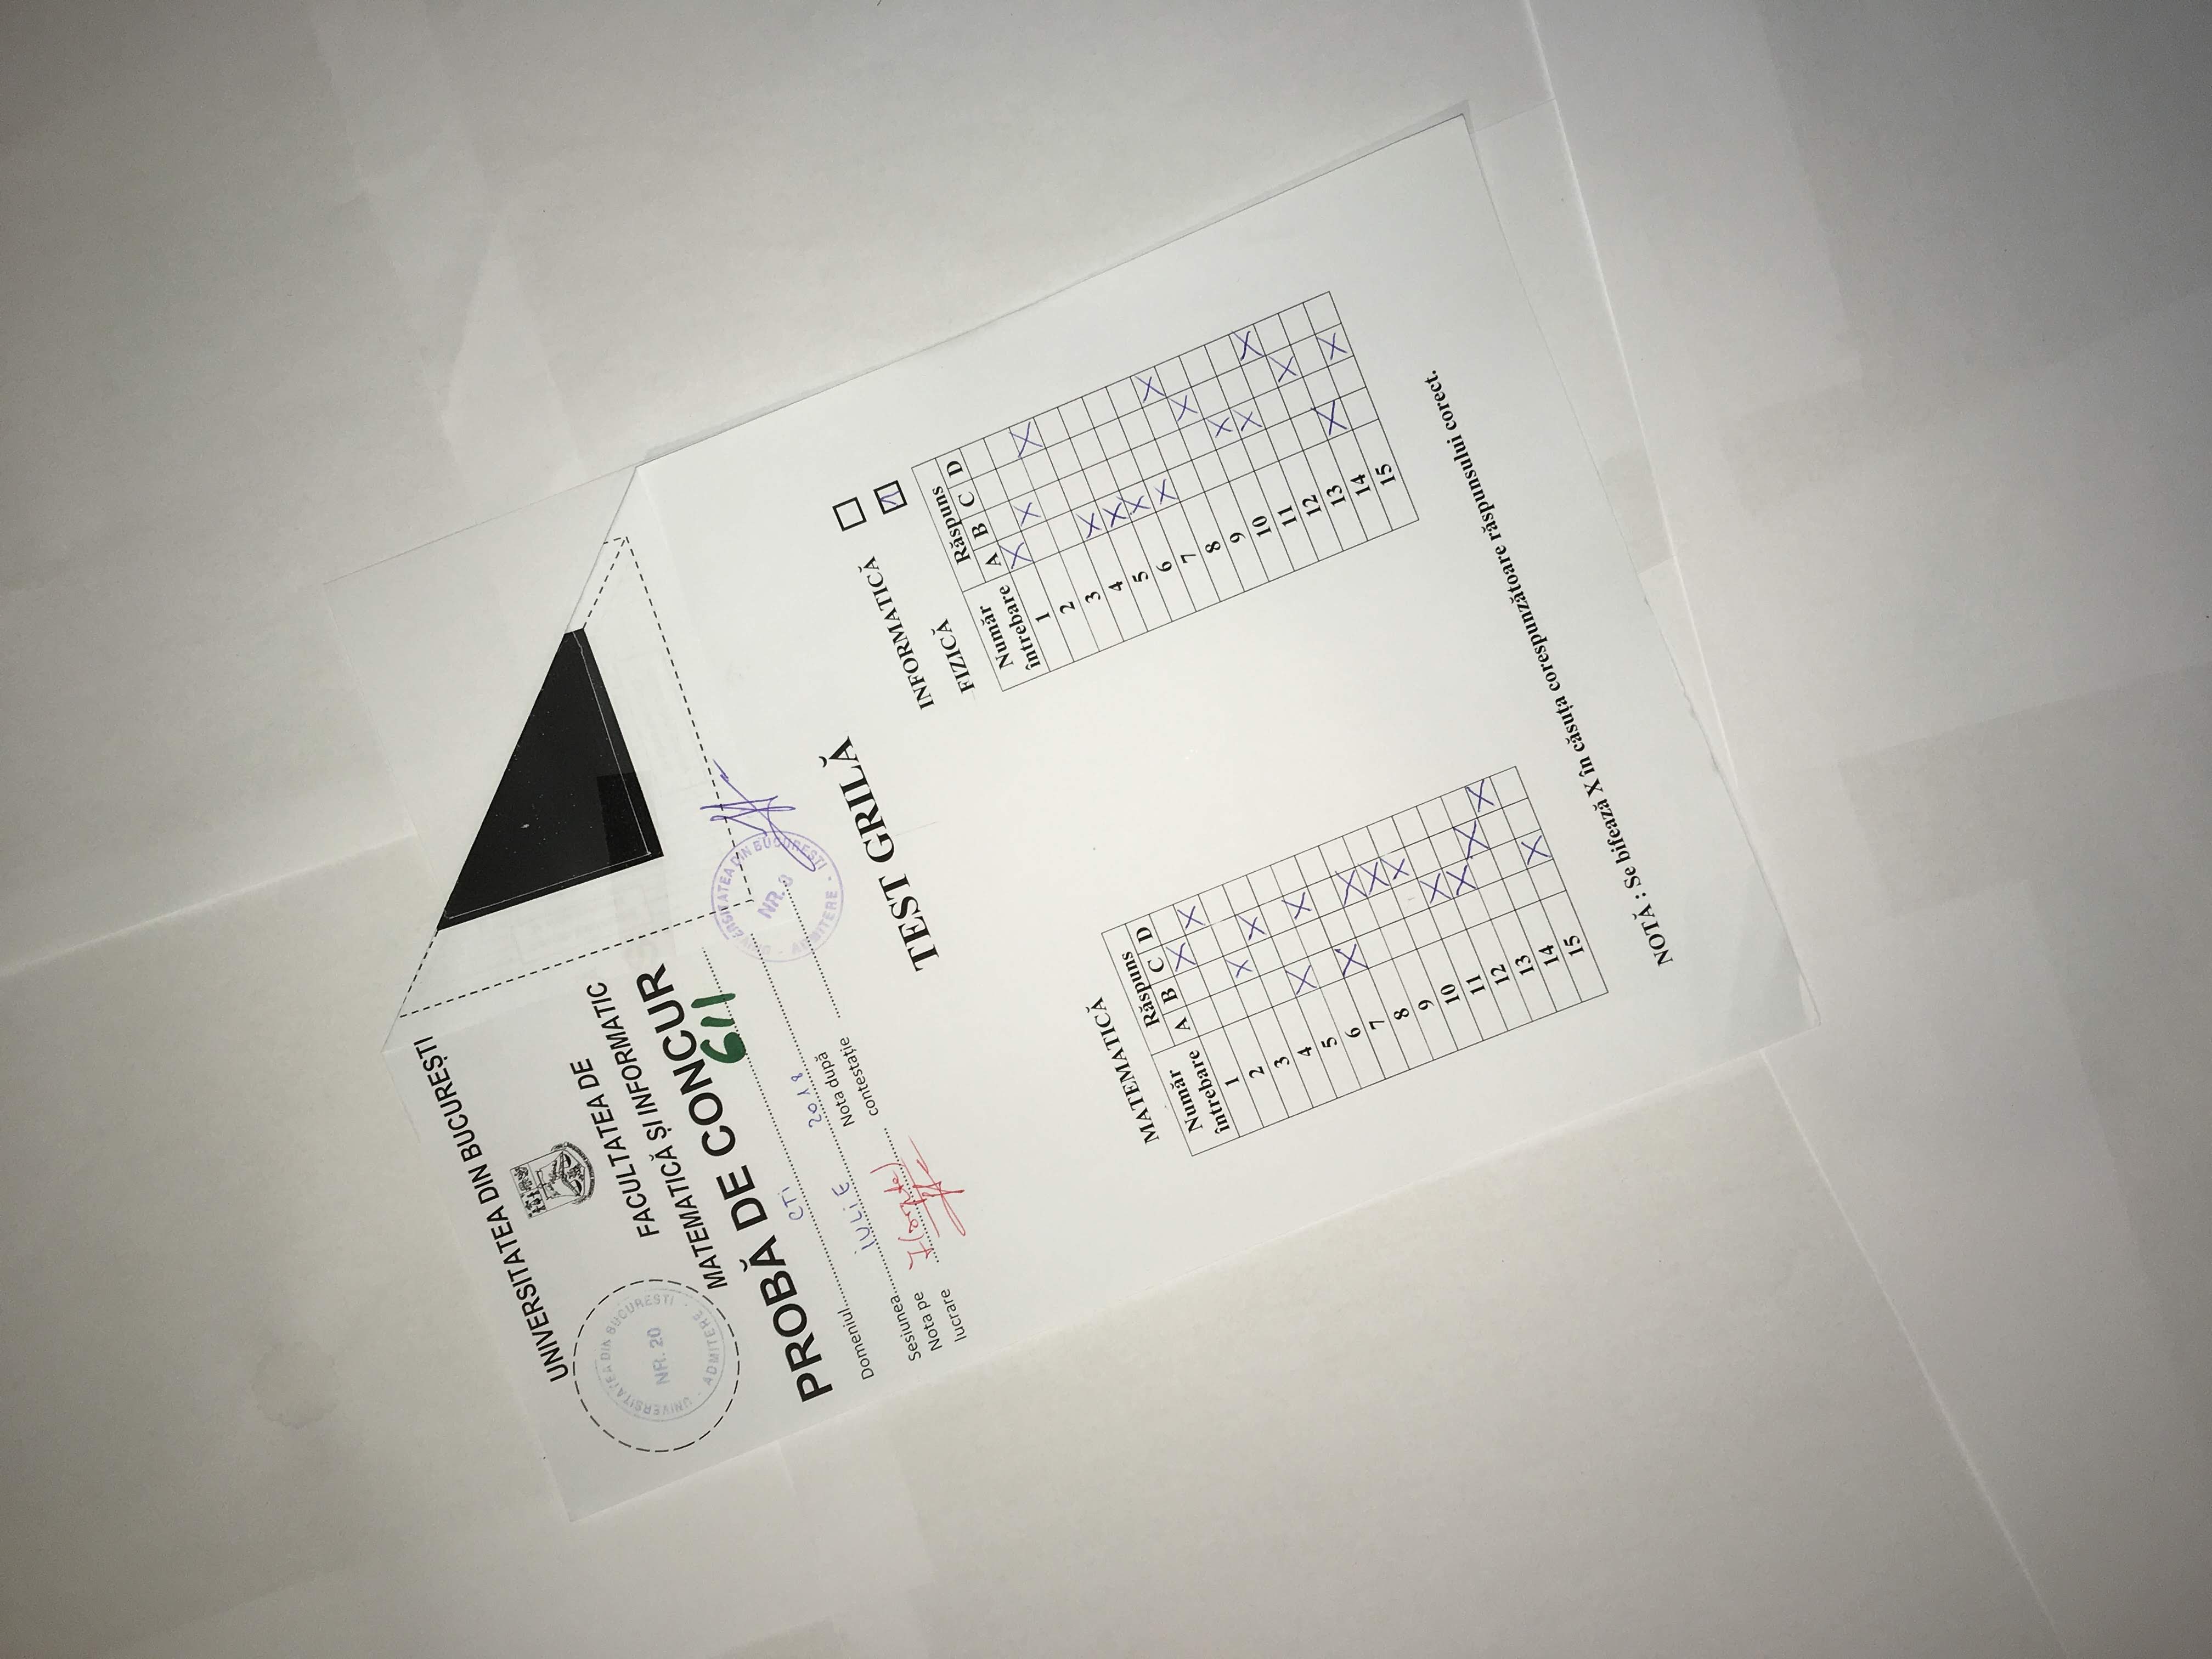 UNIVERSITATEA DIN BUCUREȘTI
FACULTATEA DE
MATEMATICĂ ȘI INFORMATIC
UNIVERSITATEA DIN BUCUREȘTI
NR. 20
ADMITERE
PROBĂ DE CONCUR
611
Domeniul CTI
Sesiunea IULIE 2018
Nota pe lucrare 7 (șapte)
Nota după contestație
UNIVERSITATEA DIN BUCUREȘTI
NR. 3
ADMITERE
TEST GRILĂ
MATEMATICĂ
Număr întrebare Răspuns
A B C D
1 X
2 X
3 X
4 X
5 X
6 X
7 X
8 X
9 X
10 X
11 X
12 X
13 X
14 X
15 X
INFORMATICĂ
FIZICĂ 1
Număr întrebare Răspuns
A B C D
1 X
2 X
3 X
4 X
5 X
6 X
7 X
8 X
9 X
10 X
11 X
12 X
13 X
14 X
15 X
NOTĂ : Se bifează X în căsuța corespunzătoare răspunsului corect.